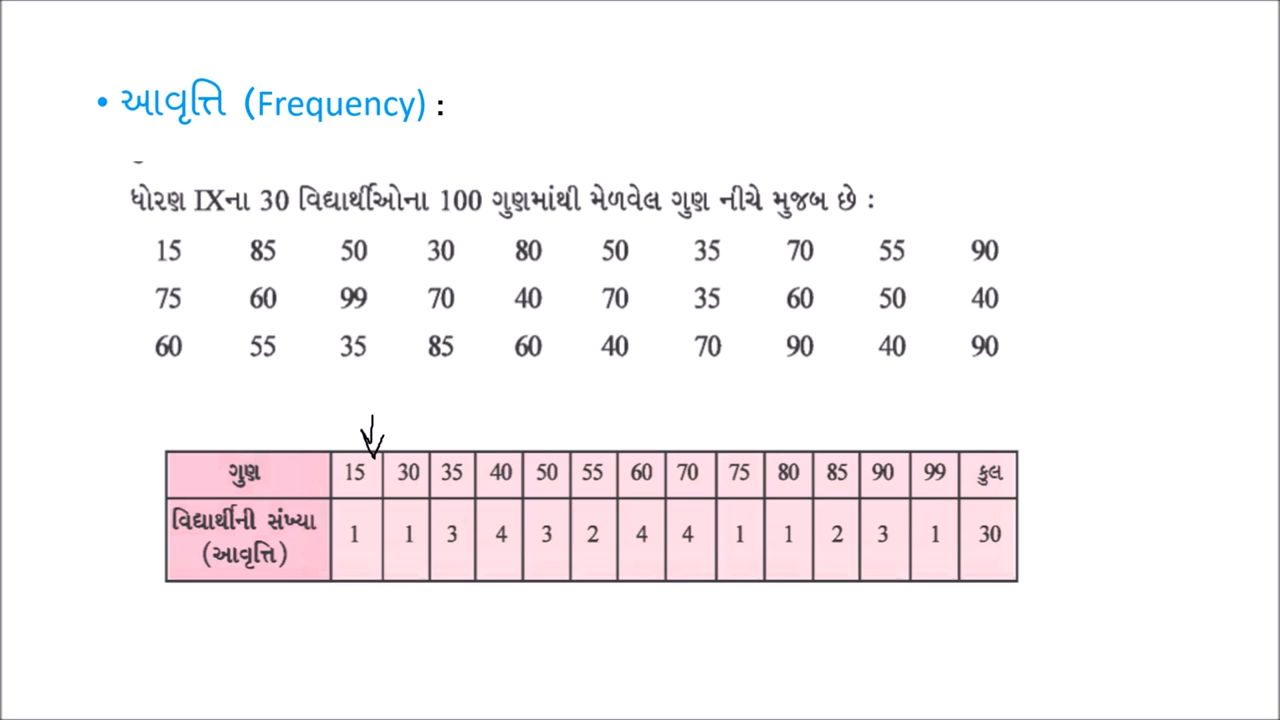 • આવૃત્તિ (Frequency) :
ધોરણ IXના 30 વિદ્યાર્થીઓના 100 ગુણમાંથી મેળવેલ ગુણ નીચે મુજબ છે :
15 85 50 30 80 50 35 70 55 90
75 60 99 70 40 70 35 60 50 40
60 55 35 85 60 40 70 90 40 90
ગુણ 15 30 35 40 50 55 60 70 75 80 85 90 99 કુલ
વિદ્યાર્થીની સંખ્યા
(આવૃત્તિ) 1 1 3 4 3 2 4 4 1 1 2 3 1 30